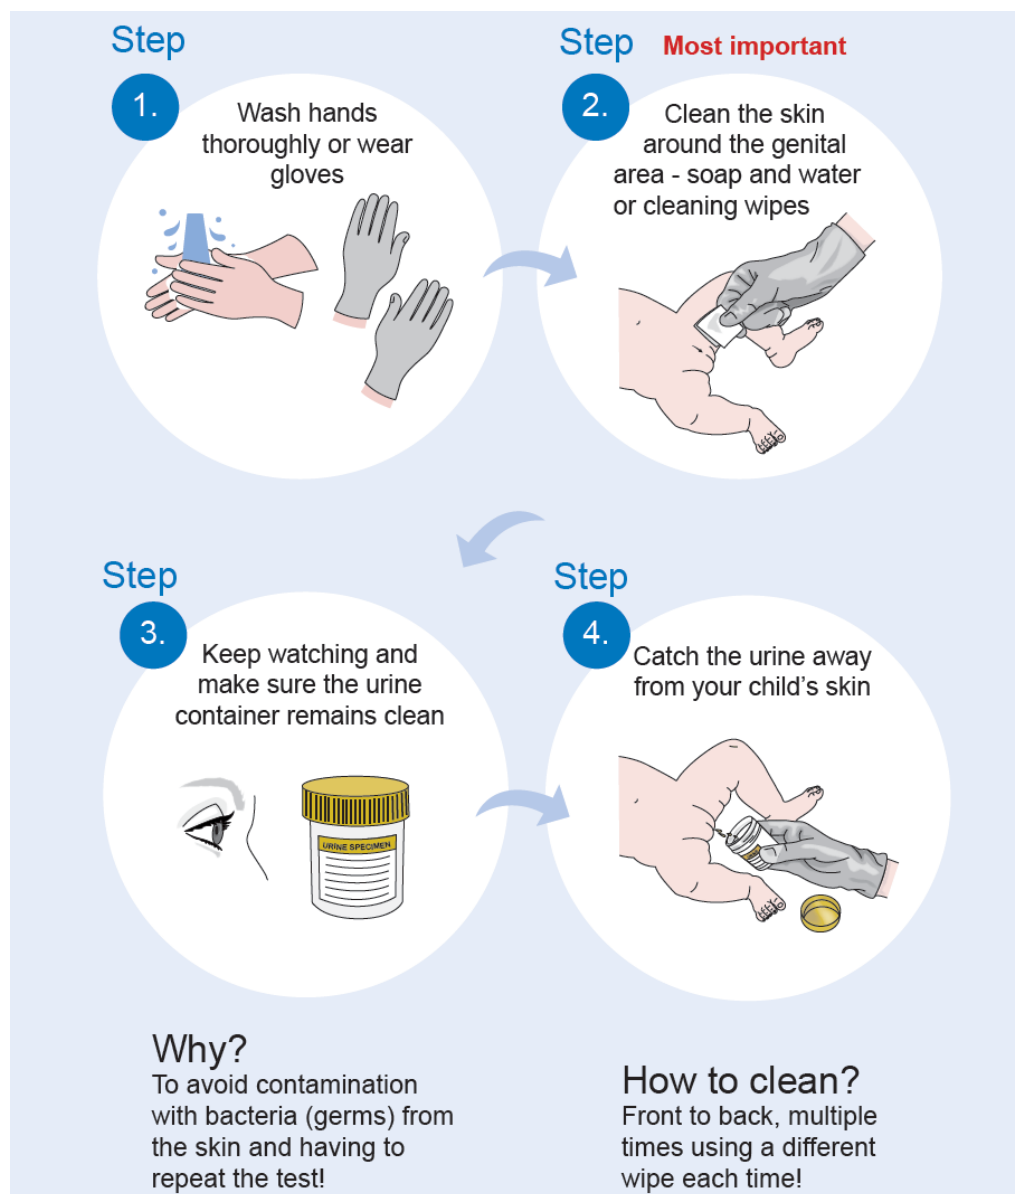 Step
1.
Wash hands
thoroughly or wear
gloves
Step Most important
2.
Clean the skin
around the genital
area - soap and water
or cleaning wipes
Step
3.
Keep watching and
make sure the urine
container remains clean
URINE SPECIMEN
Step
4.
Catch the urine away
from your child's skin
Why?
To avoid contamination
with bacteria (germs) from
the skin and having to
repeat the test!
How to clean?
Front to back, multiple
times using a different
wipe each time!